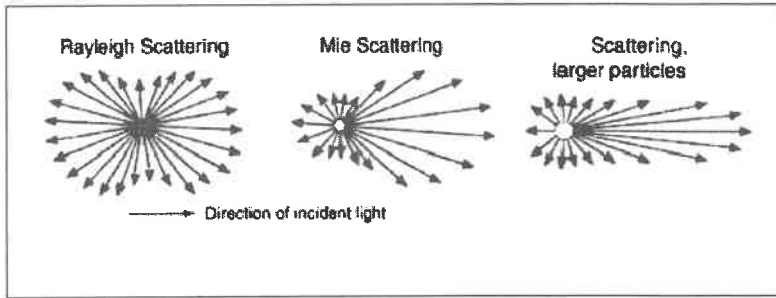 Rayleigh Scattering
Mie Scattering
Scattering,
larger particles
Direction of incident light